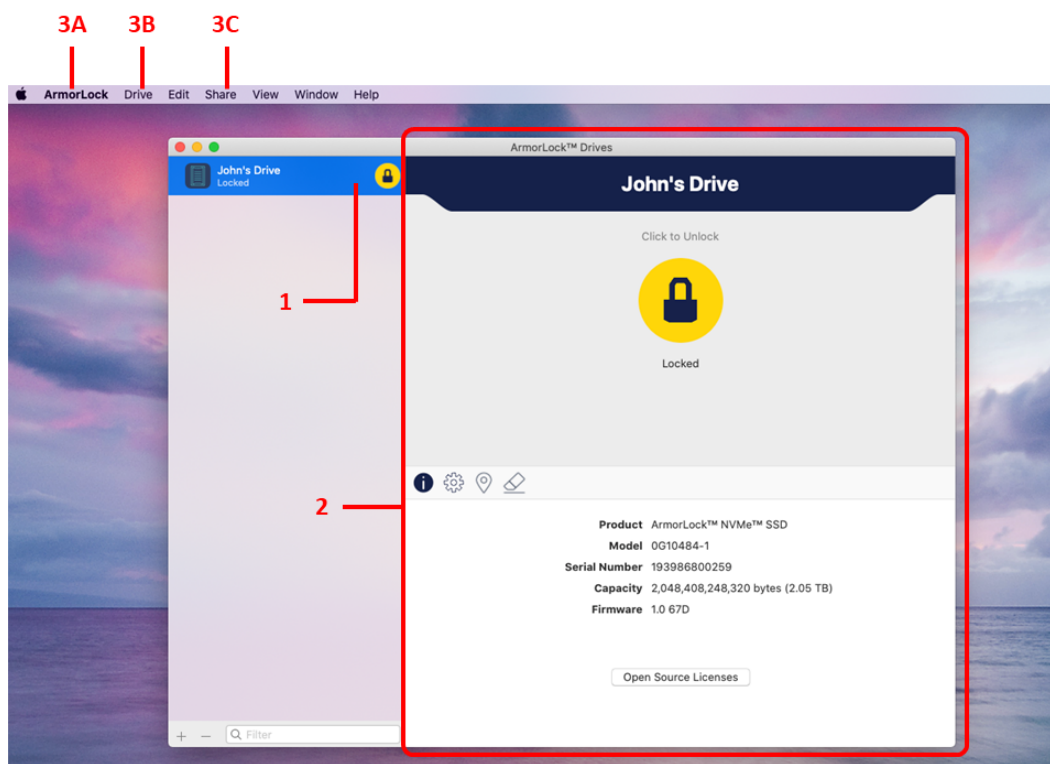 3A 3B 3C
ArmorLock Drive Edit Share View Window Help
ArmorLock™ Drives
John's Drive
Locked
John's Drive
Click to Unlock
1
Locked
2
Product ArmorLock™ NVMe™ SSD
Model 0G10484-1
Serial Number 193986800259
Capacity 2,048,408,248,320 bytes (2.05 TB)
Firmware 1.0 67D
Open Source Licenses
Filter